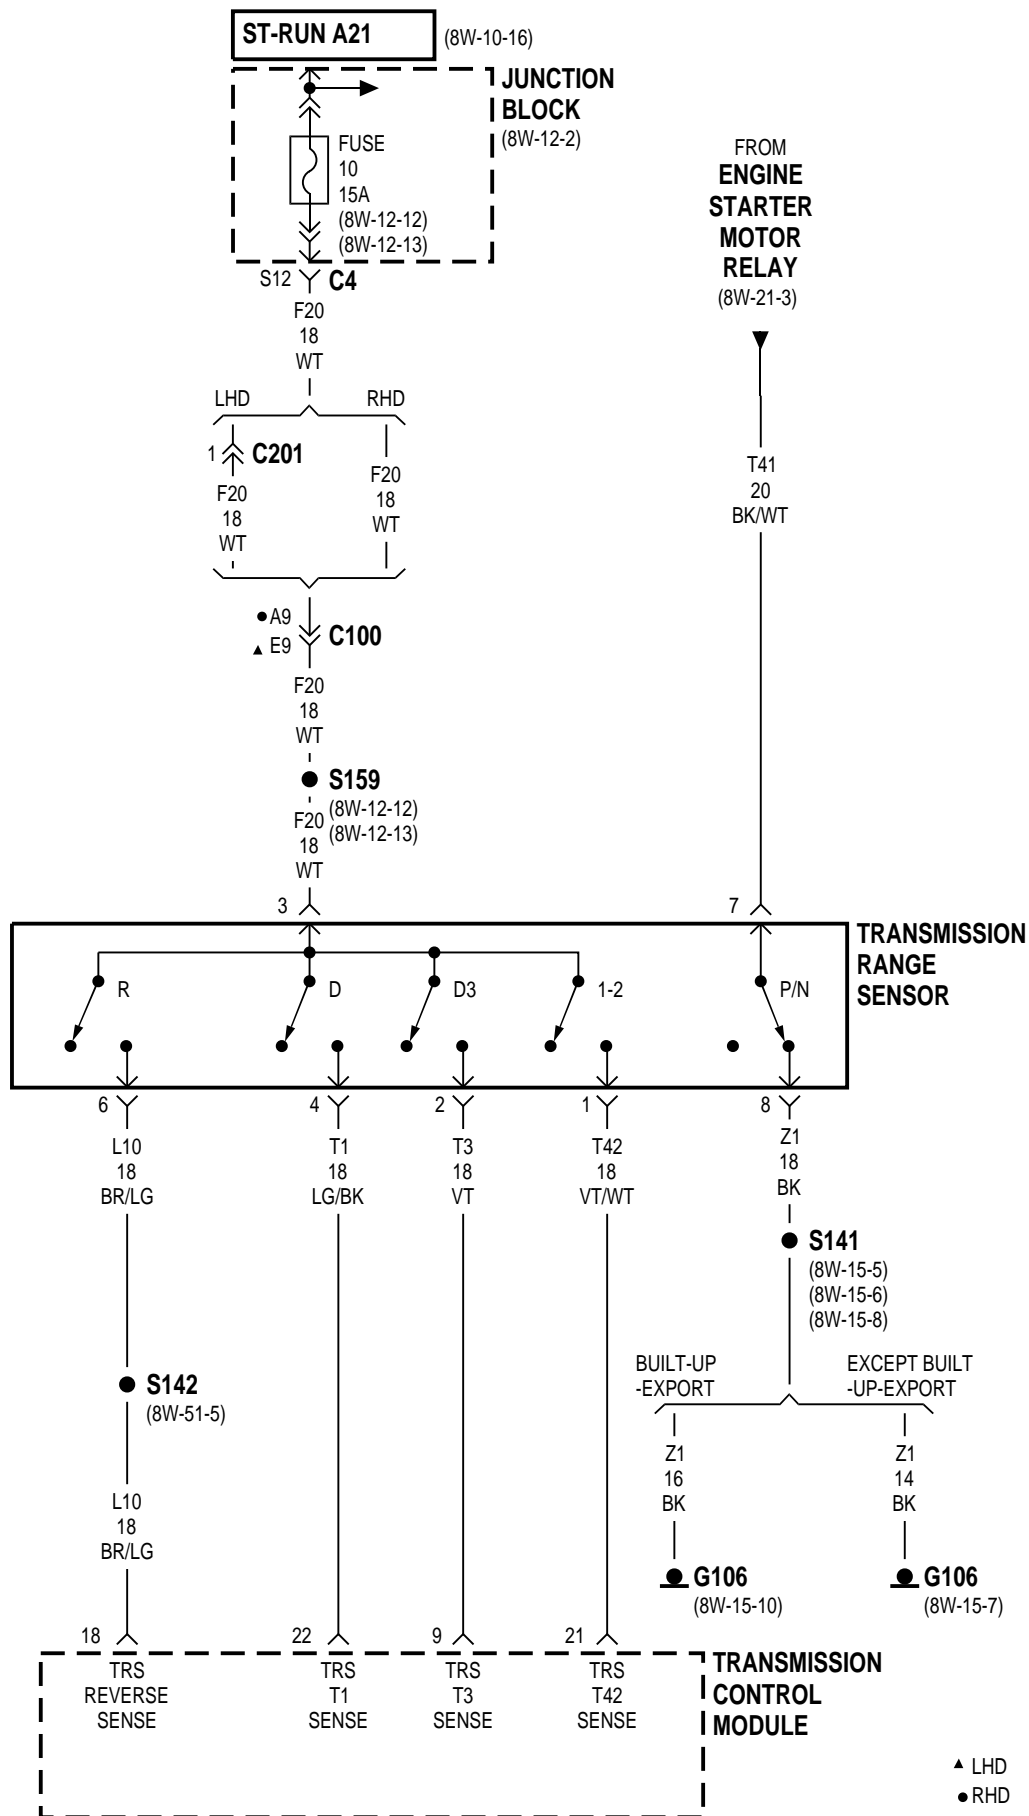 ST-RUN A21
(8W-10-16)
JUNCTION
BLOCK
(8W-12-2)
FUSE
10
15A
(8W-12-12)
(8W-12-13)
S12
C4
F20
18
WT
FROM
ENGINE
STARTER
MOTOR
RELAY
(8W-21-3)
LHD
RHD
1
C201
F20
18
WT
F20
18
WT
T41
20
BK/WT
A9
E9
C100
F20
18
WT
S159
(8W-12-12)
(8W-12-13)
F20
18
WT
3
7
TRANSMISSION
RANGE
SENSOR
R
D
D3
1-2
P/N
6
4
2
1
8
L10
18
BR/LG
T1
18
LG/BK
T3
18
VT
T42
18
VT/WT
Z1
18
BK
S141
(8W-15-5)
(8W-15-6)
(8W-15-8)
S142
(8W-51-5)
BUILT-UP
-EXPORT
EXCEPT BUILT
-UP-EXPORT
Z1
16
BK
Z1
14
BK
L10
18
BR/LG
G106
(8W-15-10)
G106
(8W-15-7)
18
22
9
21
TRS
REVERSE
SENSE
TRS
T1
SENSE
TRS
T3
SENSE
TRS
T42
SENSE
TRANSMISSION
CONTROL
MODULE
LHD
RHD